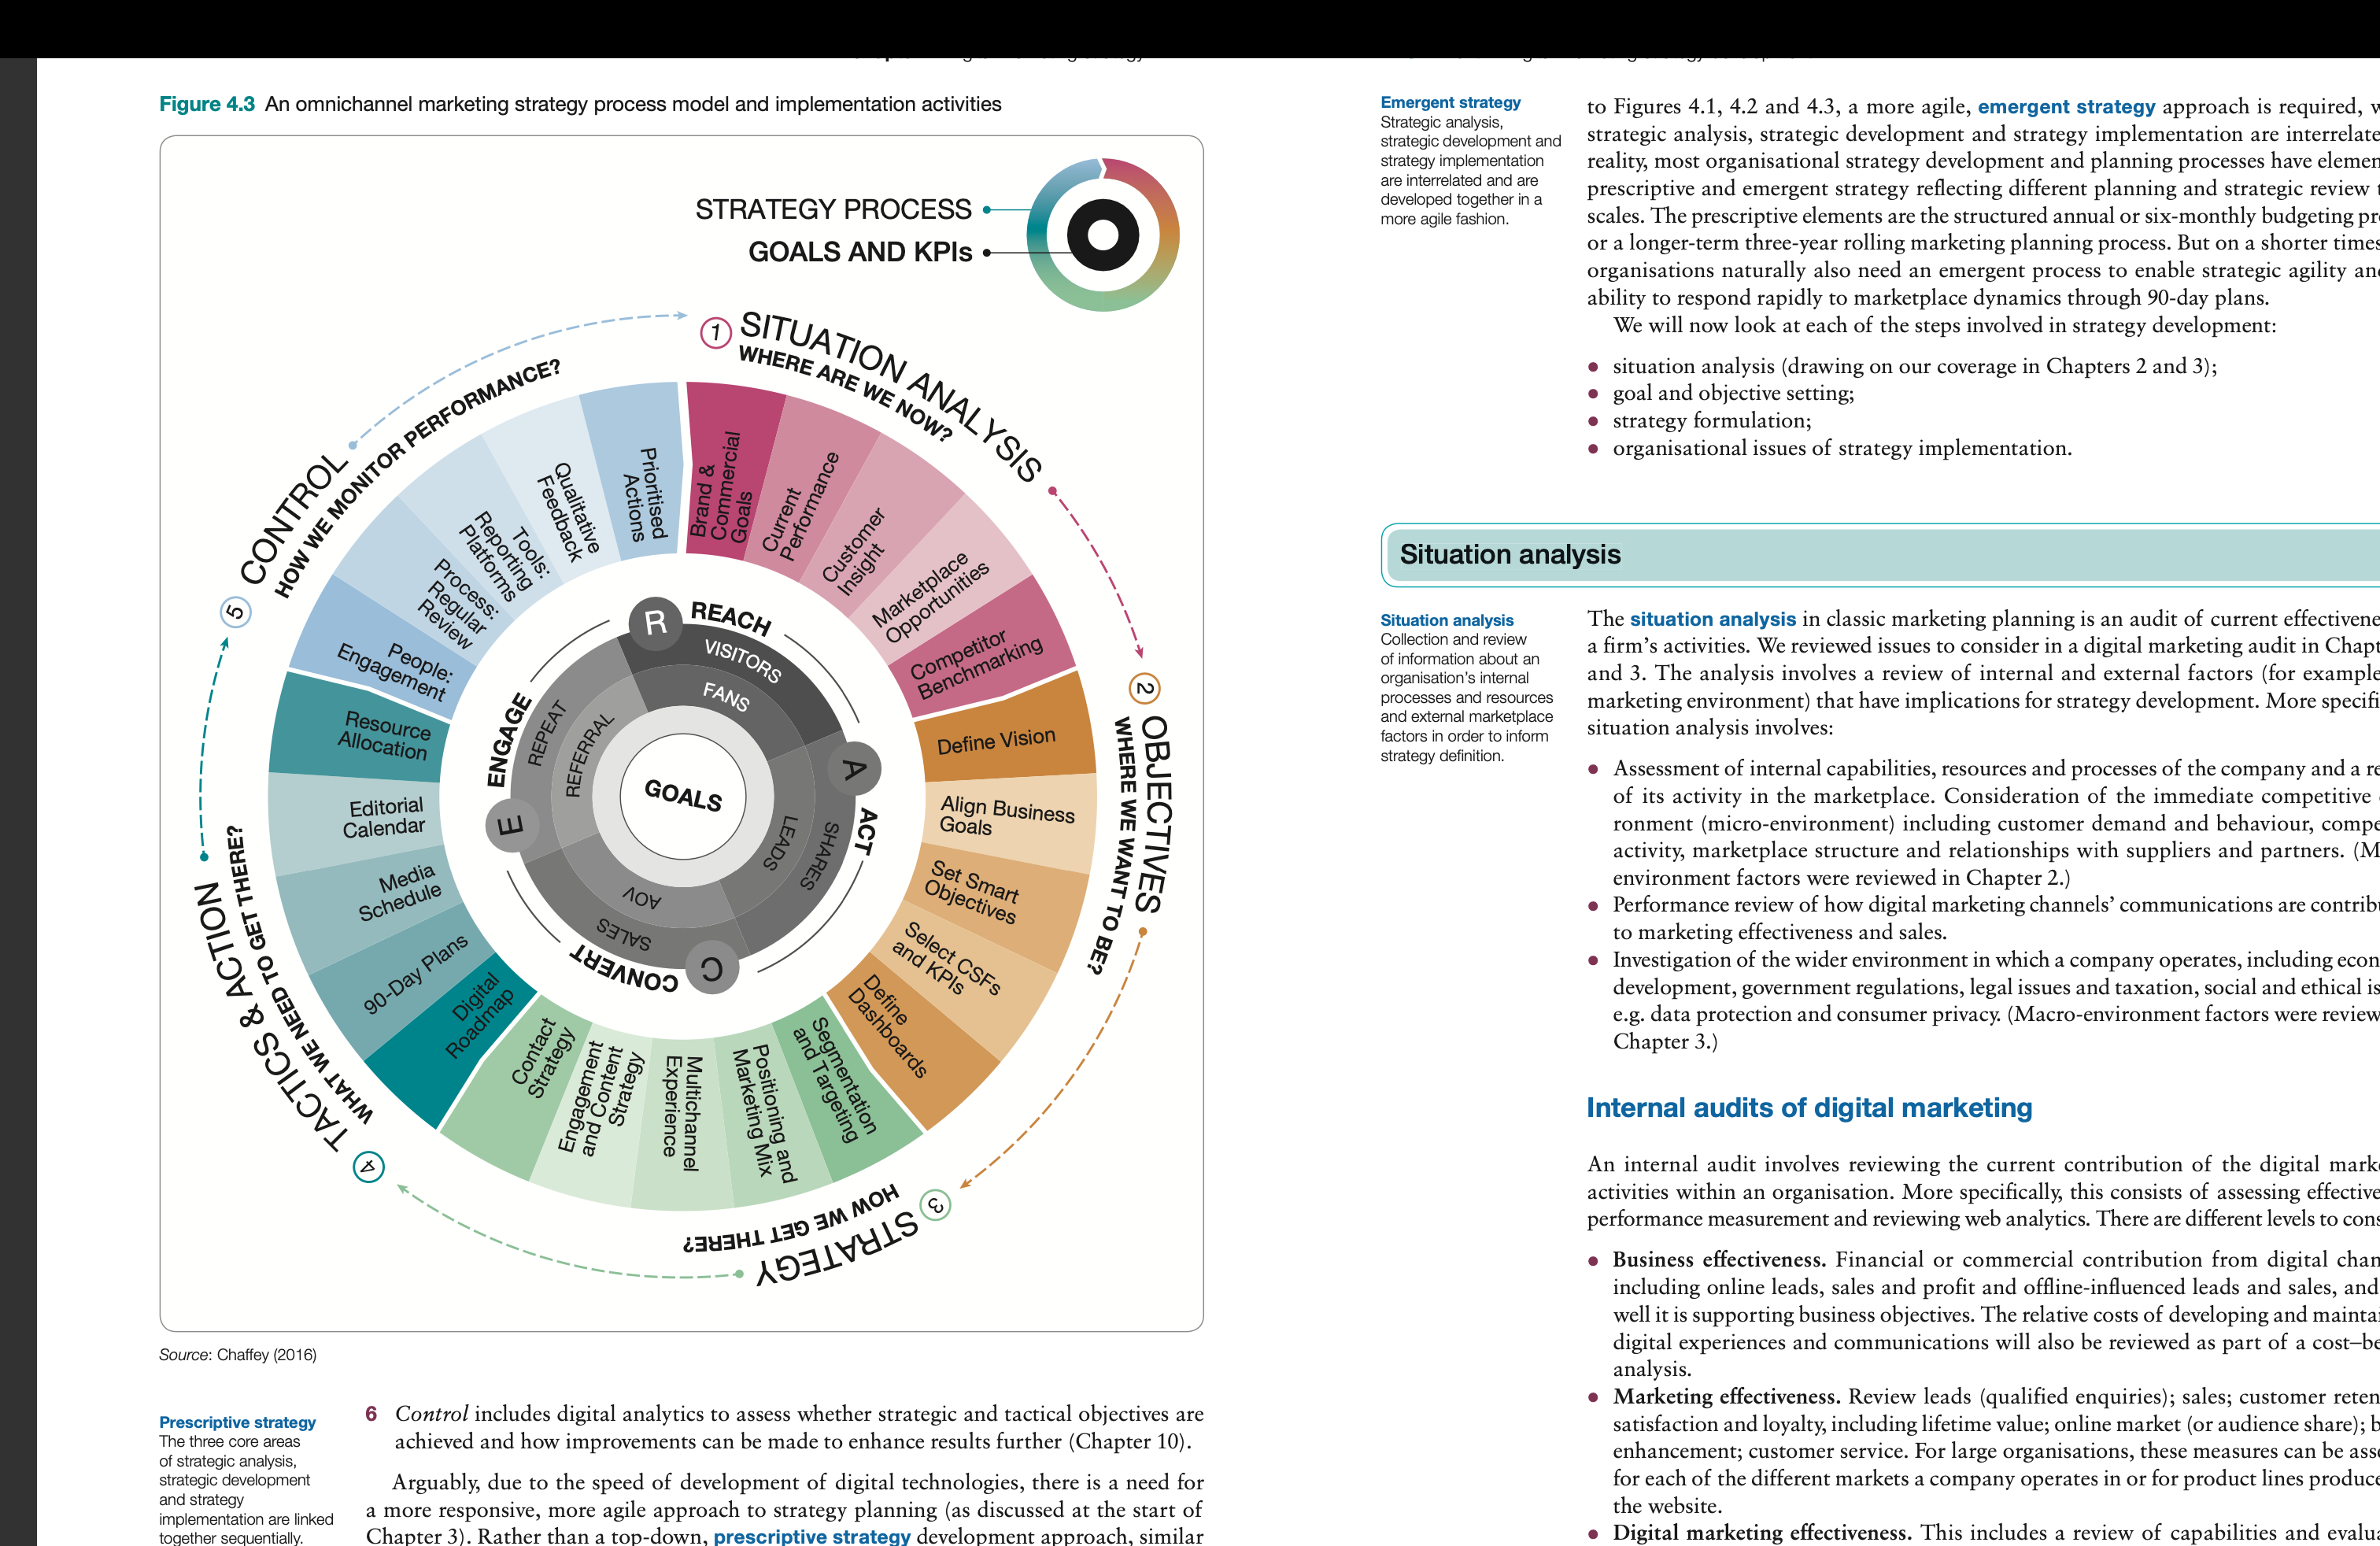 Figure 4.3 An omnichannel marketing strategy process model and implementation activities
STRATEGY PROCESS
GOALS AND KPIs
1 SITUATION ANALYSIS
WHERE ARE WE NOW?
Brand &
Commercial
Goals
Current
Performance
Customer
Insight
Marketplace
Opportunities
Competitor
Benchmarking
2 OBJECTIVES
WHERE WE WANT TO BE?
Define Vision
Align Business
Goals
Set Smart
Objectives
Select CSFs
and KPIs
Define
Dashboards
3 STRATEGY
HOW WE GET THERE?
Segmentation
and Targeting
Positioning and
Marketing Mix
Multichannel
Experience
Engagement
and Content
Strategy
Contact
Strategy
4 TACTICS & ACTION
WHAT WE NEED TO GET THERE?
Digital
Roadmap
90-Day Plans
Media
Schedule
Editorial
Calendar
Resource
Allocation
5 CONTROL
HOW WE MONITOR PERFORMANCE?
People:
Engagement
Process:
Regular
Review
Tools:
Reporting
Platforms
Qualitative
Feedback
Prioritised
Actions
R REACH
VISITORS
FANS
A ACT
SHARES
LEADS
C CONVERT
SALES
AOV
E ENGAGE
REPEAT
REFERRAL
GOALS
Source: Chaffey (2016)
6 Control includes digital analytics to assess whether strategic and tactical objectives are
achieved and how improvements can be made to enhance results further (Chapter 10).
Prescriptive strategy
The three core areas
of strategic analysis,
strategic development
and strategy
implementation are linked
together sequentially.
Arguably, due to the speed of development of digital technologies, there is a need for
a more responsive, more agile approach to strategy planning (as discussed at the start of
Chapter 3). Rather than a top-down, prescriptive strategy development approach, similar
Emergent strategy
Strategic analysis,
strategic development and
strategy implementation
are interrelated and are
developed together in a
more agile fashion.
to Figures 4.1, 4.2 and 4.3, a more agile, emergent strategy approach is required,
strategic analysis, strategic development and strategy implementation are
reality, most organisational strategy development and planning processes have
prescriptive and emergent strategy reflecting different planning and strategic review
scales. The prescriptive elements are the structured annual or six-monthly budgeting
or a longer-term three-year rolling marketing planning process. But on a shorter
organisations naturally also need an emergent process to enable strategic agility
ability to respond rapidly to marketplace dynamics through 90-day plans.
We will now look at each of the steps involved in strategy development:
• situation analysis (drawing on our coverage in Chapters 2 and 3);
• goal and objective setting;
• strategy formulation;
• organisational issues of strategy implementation.
Situation analysis
Situation analysis
Collection and review
of information about an
organisation's internal
processes and resources
and external marketplace
factors in order to inform
strategy definition.
The situation analysis in classic marketing planning is an audit of current
a firm's activities. We reviewed issues to consider in a digital marketing audit in
and 3. The analysis involves a review of internal and external factors (for example
marketing environment) that have implications for strategy development. More
situation analysis involves:
• Assessment of internal capabilities, resources and processes of the company and a
of its activity in the marketplace. Consideration of the immediate competitive
ronment (micro-environment) including customer demand and behaviour,
activity, marketplace structure and relationships with suppliers and partners.
environment factors were reviewed in Chapter 2.)
• Performance review of how digital marketing channels' communications are
to marketing effectiveness and sales.
• Investigation of the wider environment in which a company operates, including
development, government regulations, legal issues and taxation, social and ethical
e.g. data protection and consumer privacy. (Macro-environment factors were
Chapter 3.)
Internal audits of digital marketing
An internal audit involves reviewing the current contribution of the digital
activities within an organisation. More specifically, this consists of assessing
performance measurement and reviewing web analytics. There are different levels to
• Business effectiveness. Financial or commercial contribution from digital
including online leads, sales and profit and offline-influenced leads and sales, and
well it is supporting business objectives. The relative costs of developing and
digital experiences and communications will also be reviewed as part of a
analysis.
• Marketing effectiveness. Review leads (qualified enquiries); sales; customer
satisfaction and loyalty, including lifetime value; online market (or audience share);
enhancement; customer service. For large organisations, these measures can be
for each of the different markets a company operates in or for product lines
the website.
• Digital marketing effectiveness. This includes a review of capabilities and